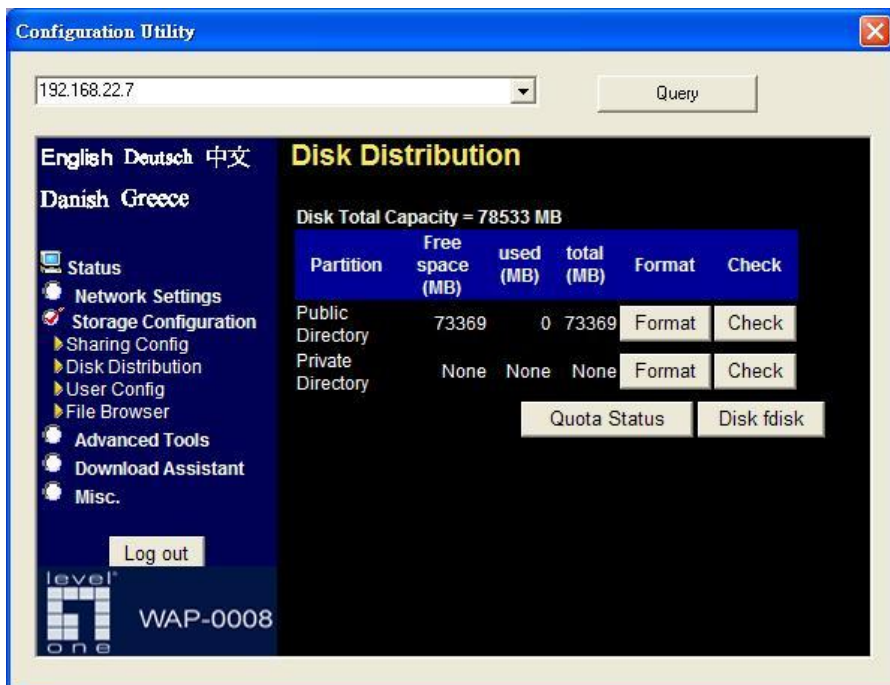 Configuration Utility
192.168.22.7
Query
English Deutsch 中文
Danish Greece
Status
Network Settings
Storage Configuration
Sharing Config
Disk Distribution
User Config
File Browser
Advanced Tools
Download Assistant
Misc.
Log out
level
one
WAP-0008
Disk Distribution
Disk Total Capacity = 78533 MB
Partition Free space (MB) used (MB) total (MB) Format Check
Public Directory 73369 0 73369 Format Check
Private Directory None None None Format Check
Quota Status Disk fdisk